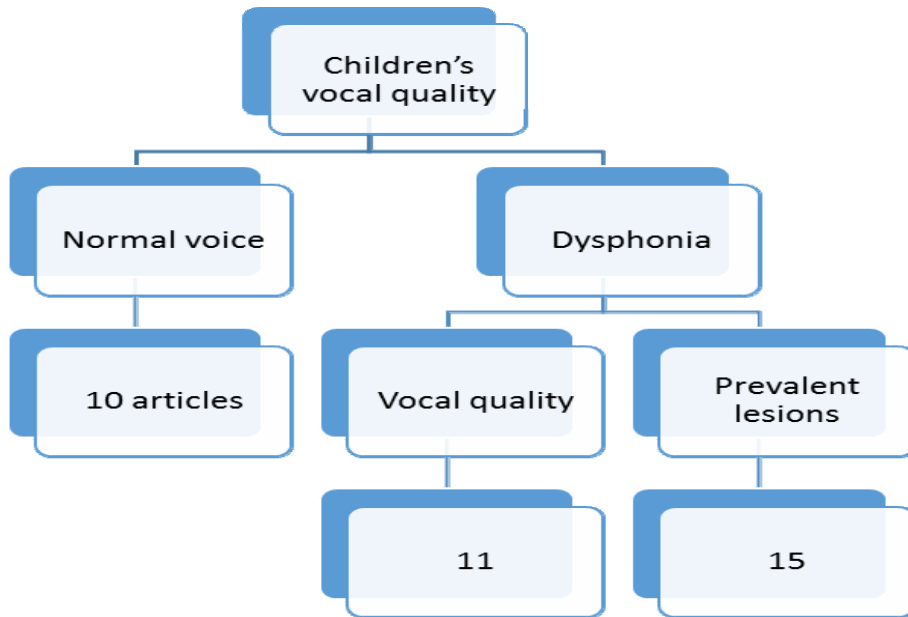 Children’s
vocal quality
Normal voice
Dysphonia
10 articles
Vocal quality
Prevalent
lesions
11
15